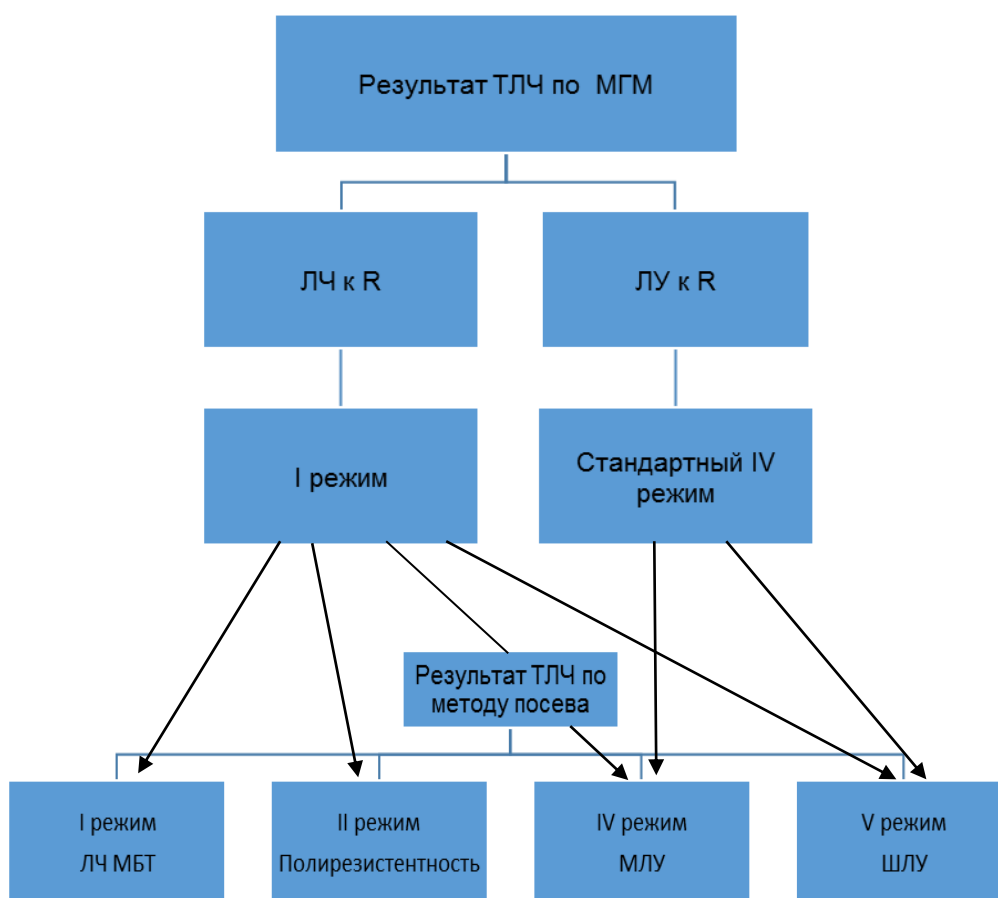 Результат ТЛЧ по МГМ
ЛЧ к R
ЛУ к R
I режим
Стандартный IV
режим
Результат ТЛЧ по
методу посева
I режим
ЛЧ МБТ
II режим
Полирезистентность
IV режим
МЛУ
V режим
ШЛУ